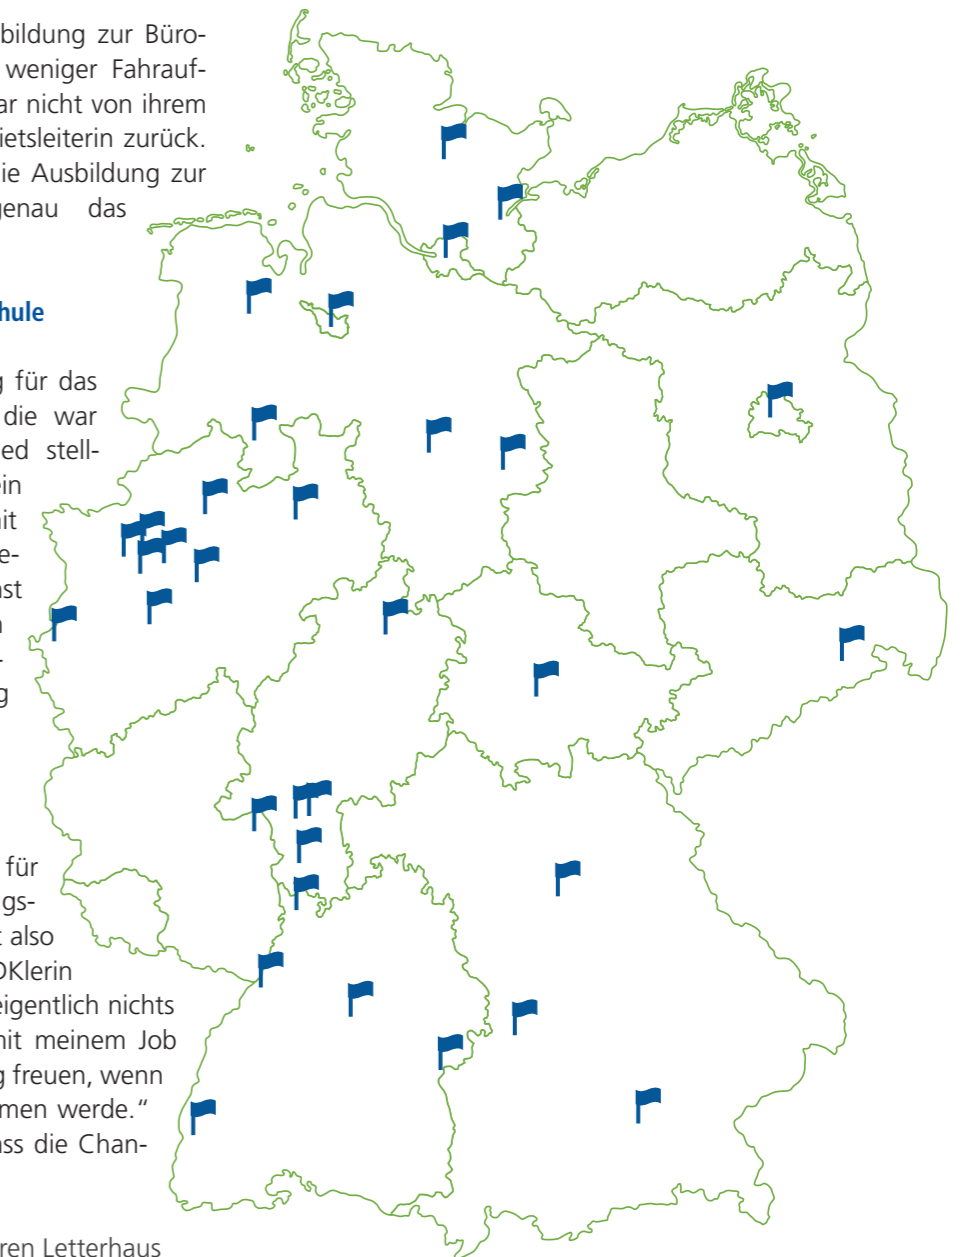 bildung zur Büro-
weniger Fahrauf-
ar nicht von ihrem
ietsleiterin zurück.
ie Ausbildung zur
genau das
hule
g für das
die war
ed stell-
ein
it
e-
ast
n
-
g
für
gs-
t also
OKlerin
eigentlich nichts
nit meinem Job
g freuen, wenn
men werde.“
ass die Chan-
ren Letterhaus